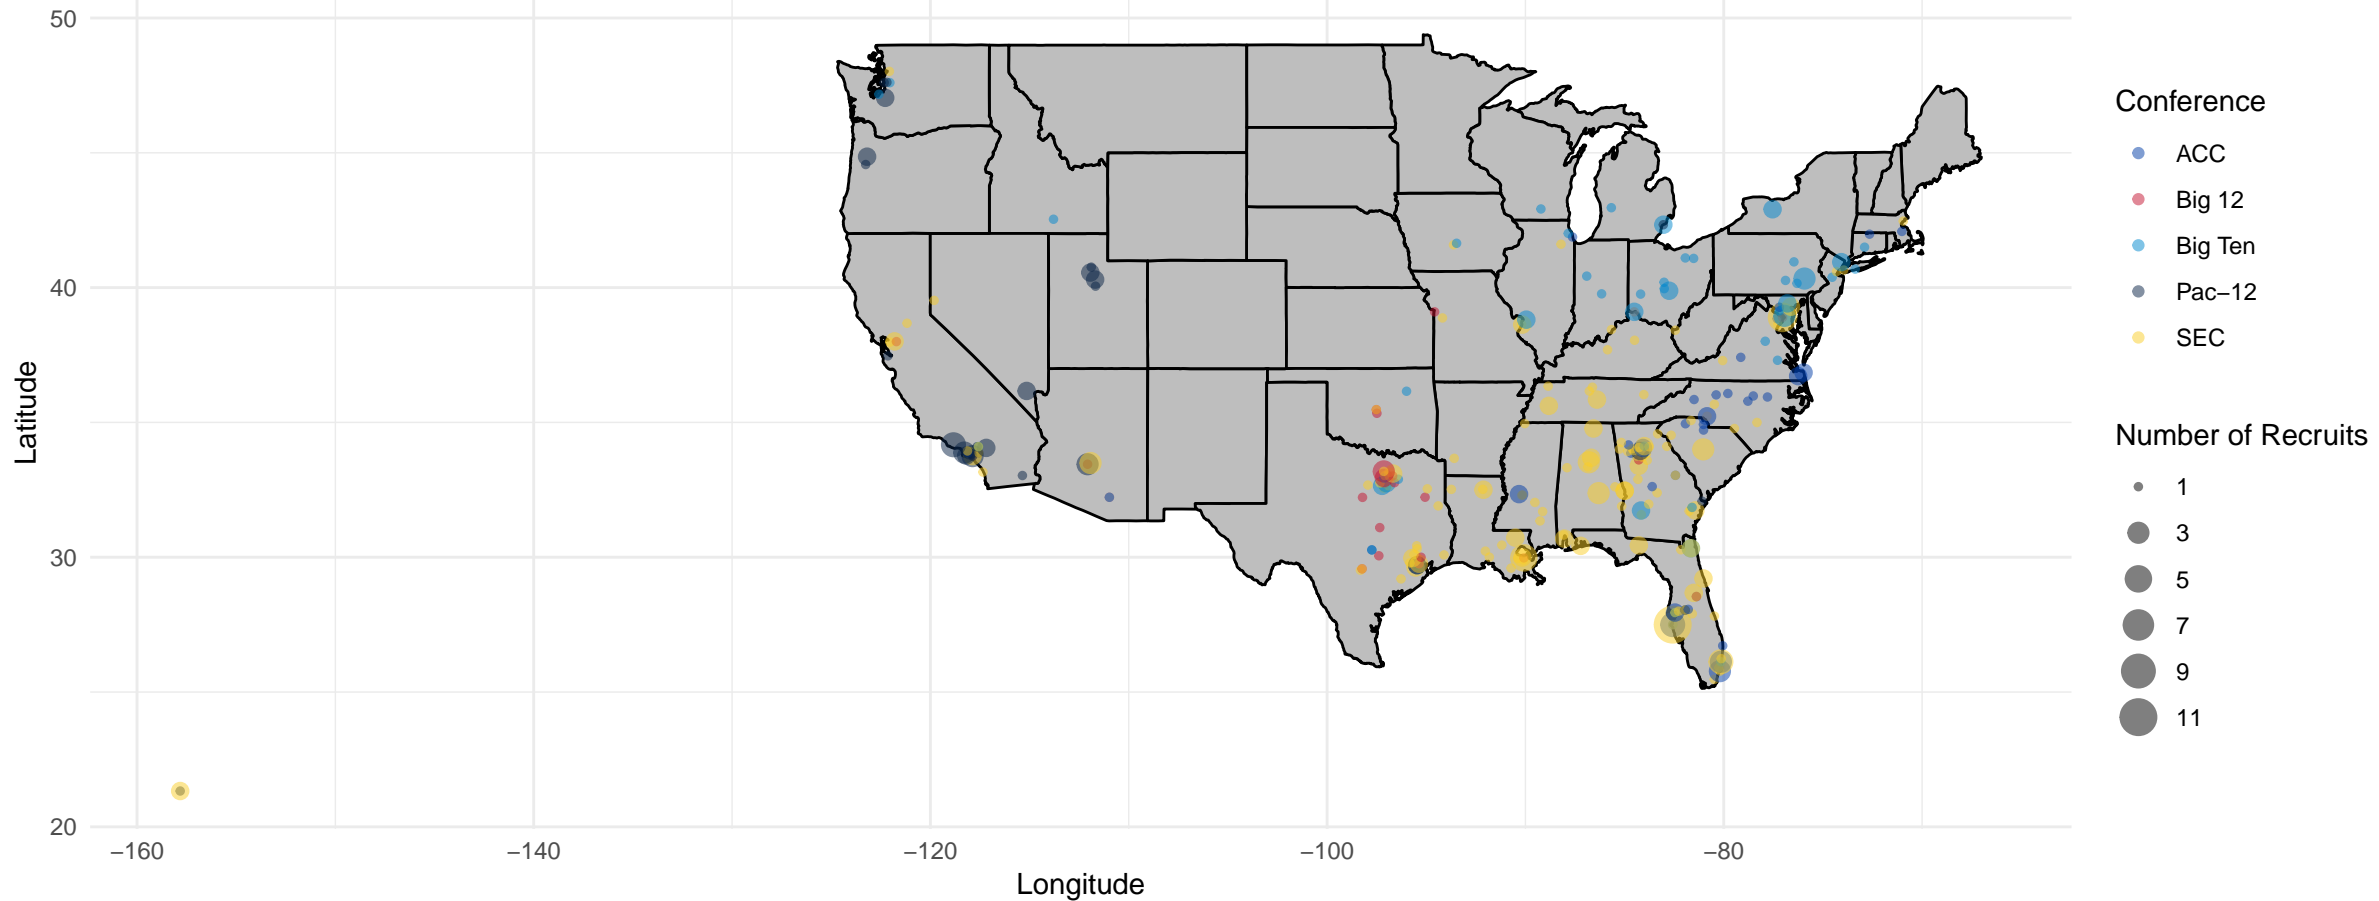 50
40
30
20
Latitude
−160
−140
−120
−100
−80
Longitude
Conference
ACC
Big 12
Big Ten
Pac−12
SEC
Number of Recruits
1
3
5
7
9
11